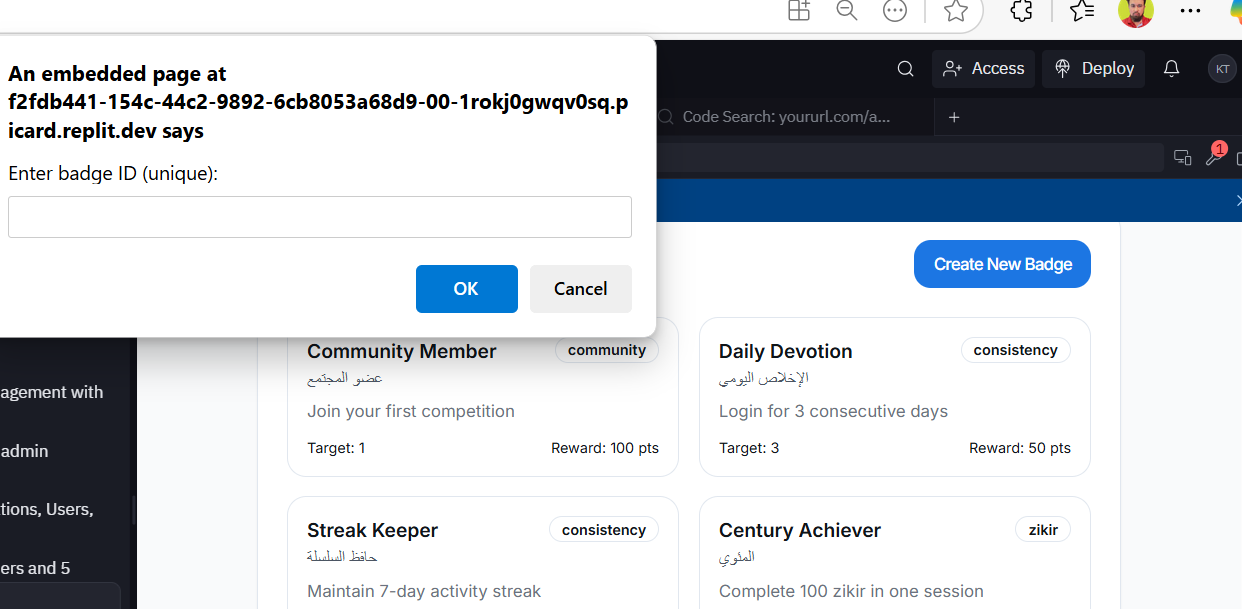 An embedded page at
f2fdb441-154c-44c2-9892-6cb8053a68d9-00-1rokj0gwqv0sq.p
icard.replit.dev says
Enter badge ID (unique):
OK
Cancel
Access
Deploy
KT
Code Search: yoururl.com/a...
+
1
Create New Badge
agement with
admin
tions, Users,
ers and 5
Community Member
community
عضو المجتمع
Join your first competition
Target: 1
Reward: 100 pts
Daily Devotion
consistency
الإخلاص اليومي
Login for 3 consecutive days
Target: 3
Reward: 50 pts
Streak Keeper
consistency
حافظ السلسلة
Maintain 7-day activity streak
Century Achiever
zikir
المئوي
Complete 100 zikir in one session